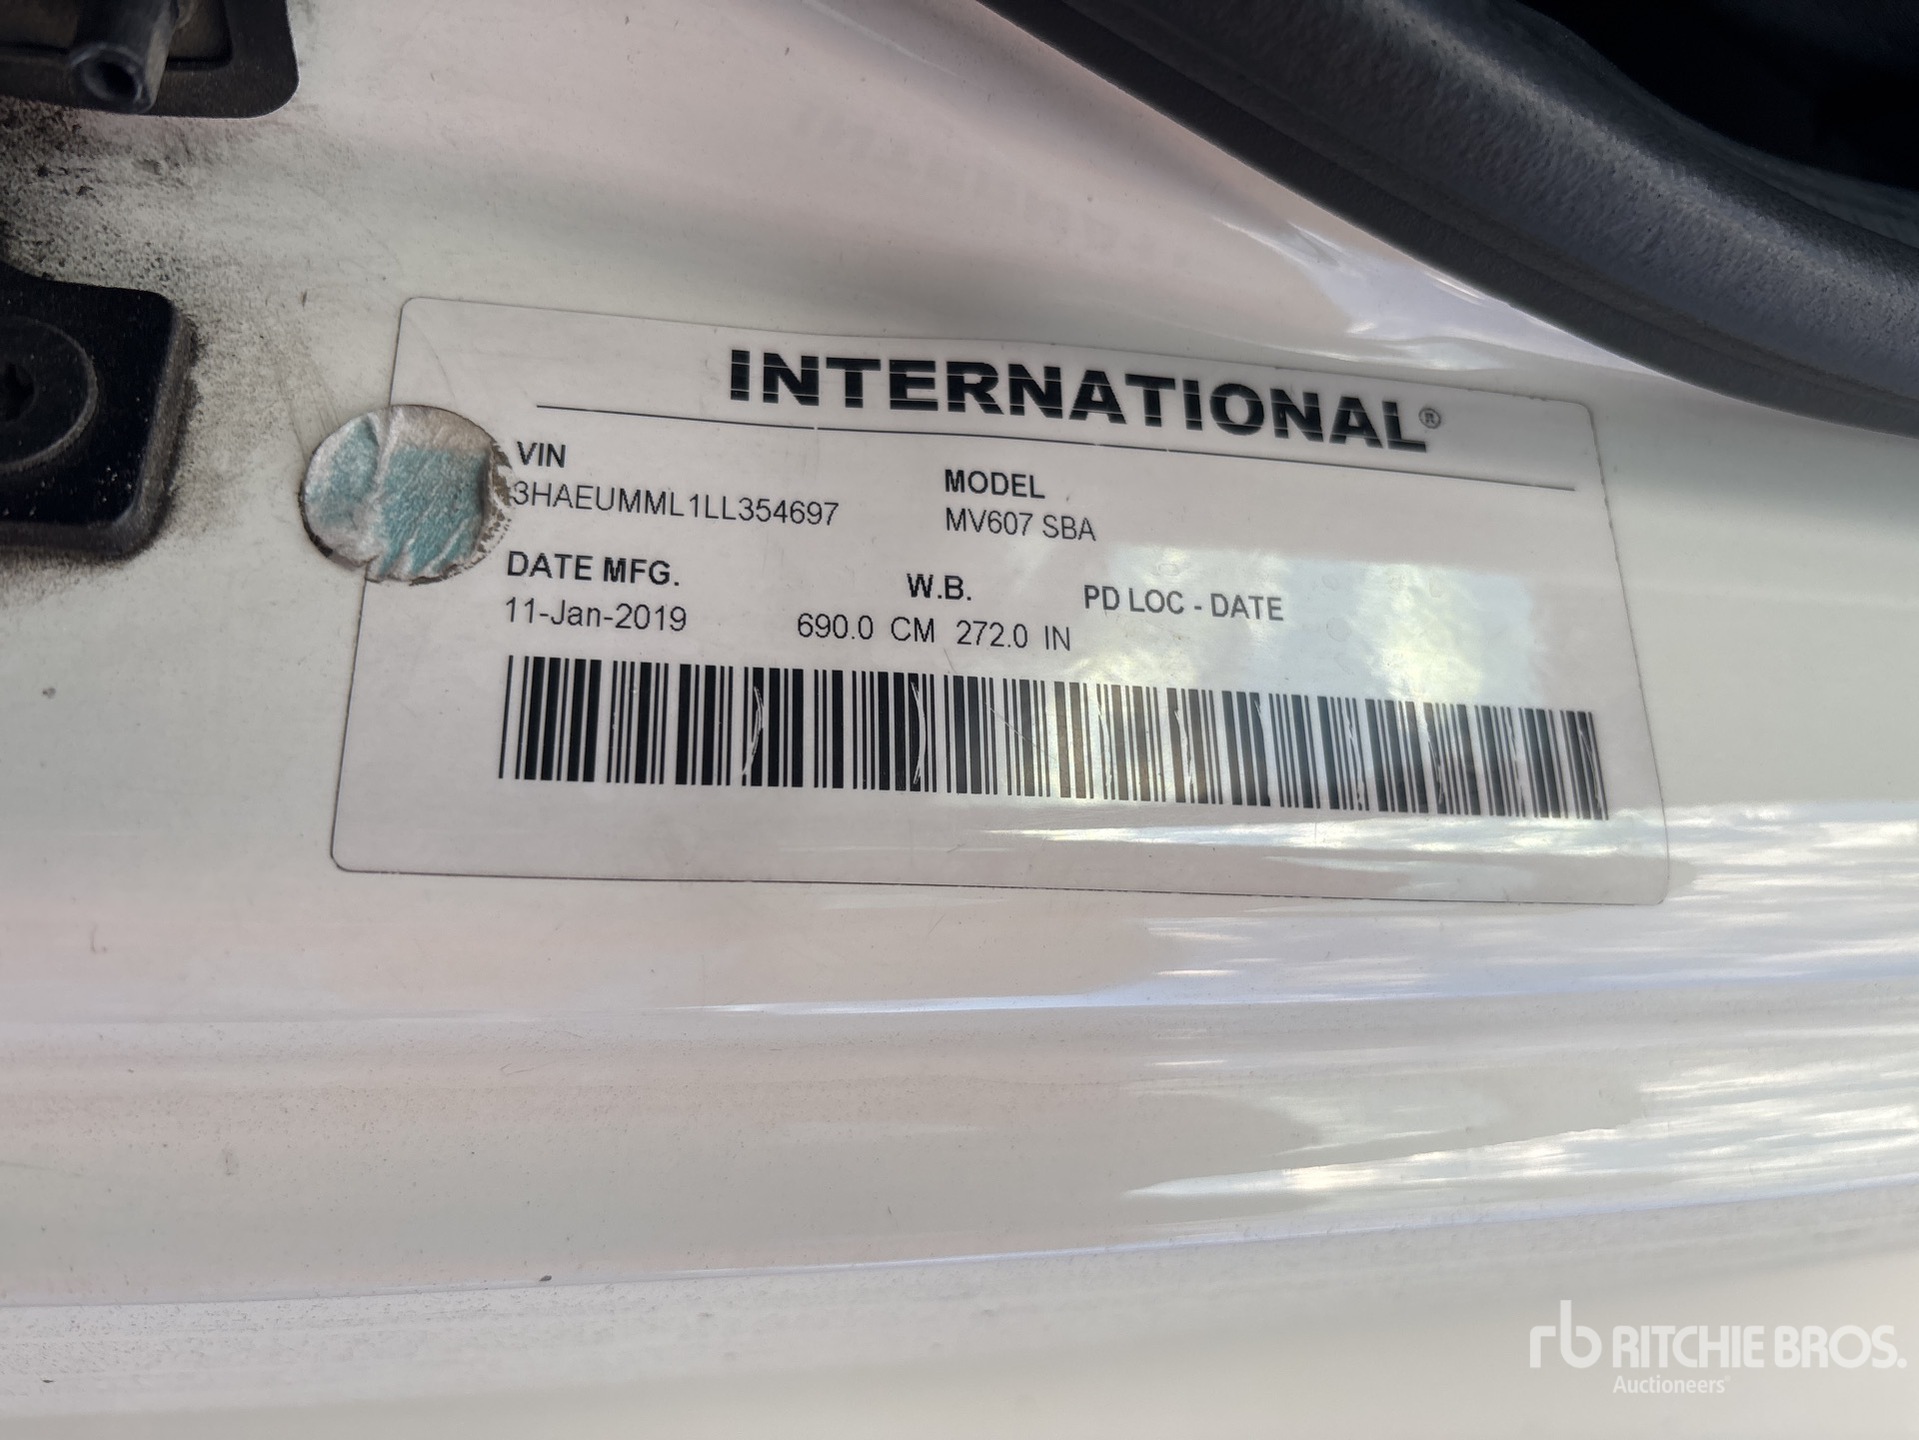 INTERNATIONAL®
VIN
3HAEUMML1LL354697
MODEL
MV607 SBA
DATE MFG.
11-Jan-2019
W.B.
690.0 CM 272.0 IN
PD LOC - DATE
rb RITCHIE BROS.
Auctioneers